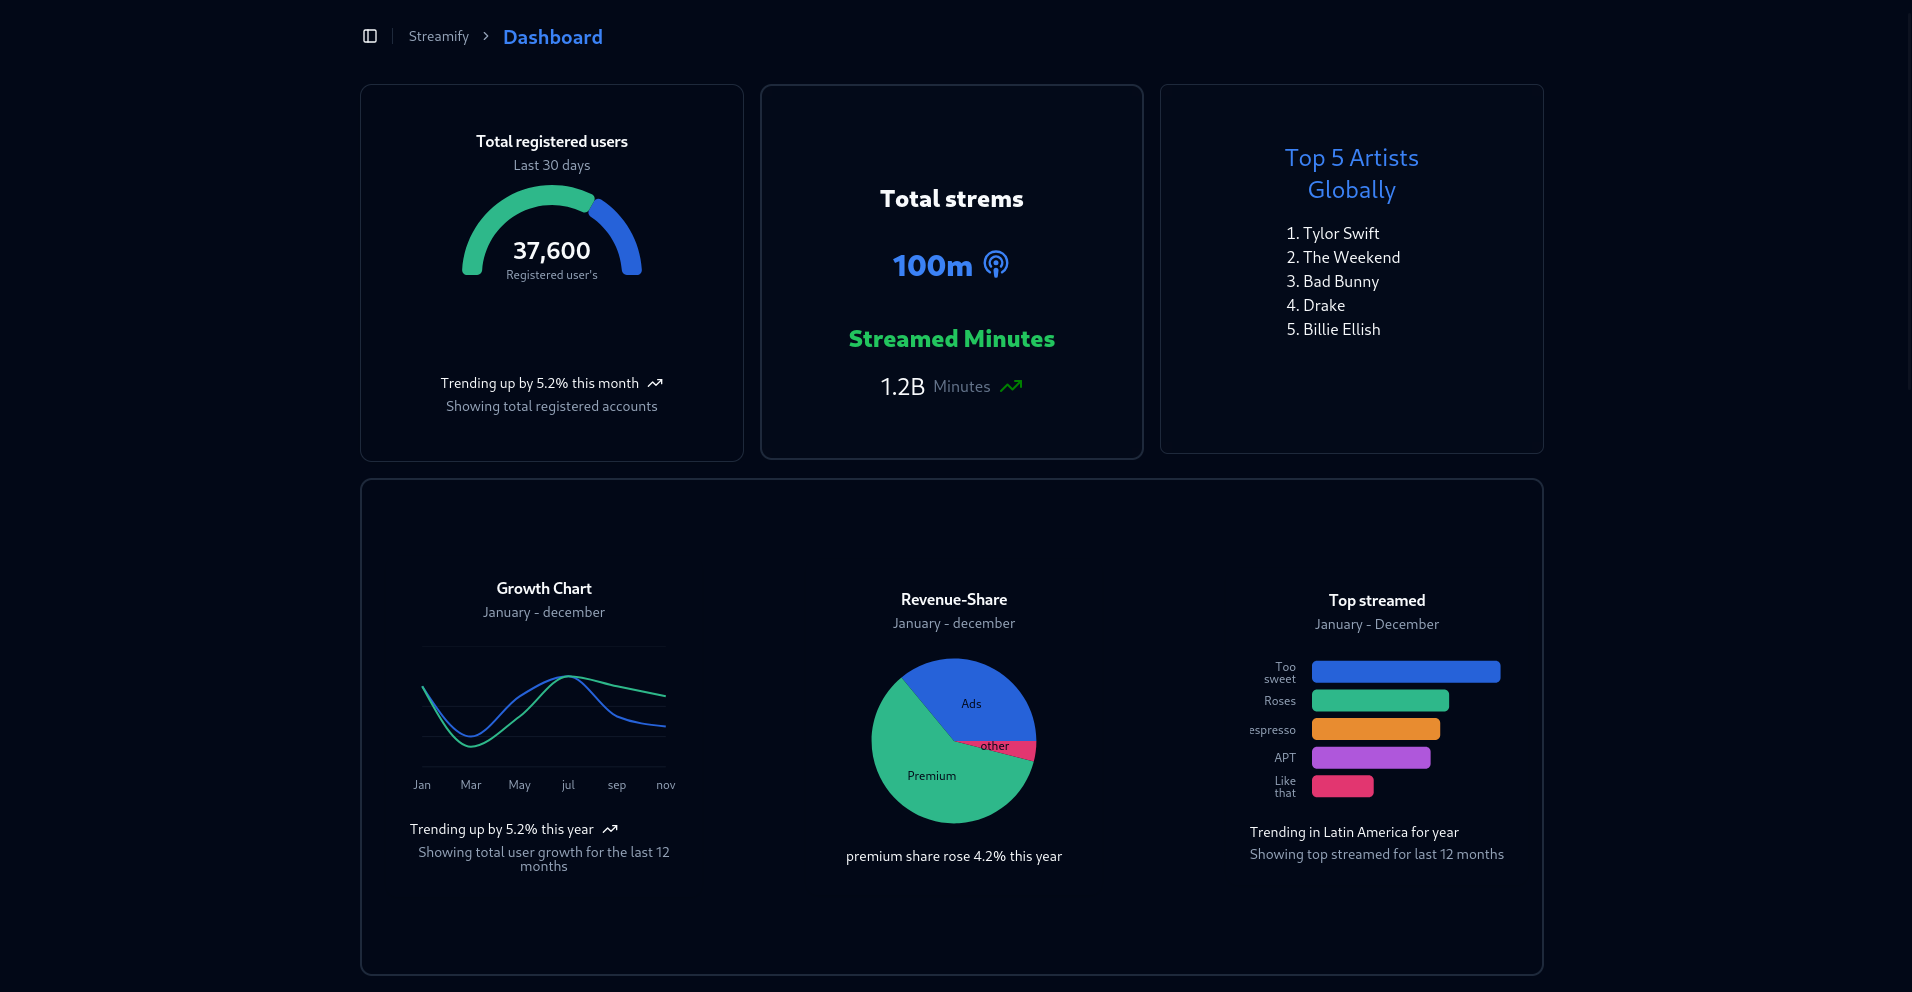 Streamify > Dashboard
Total registered users
Last 30 days
37,600
Registered user's
Trending up by 5.2% this month
Showing total registered accounts
Total strems
100m
Streamed Minutes
1.2B Minutes
Top 5 Artists
Globally
1. Tylor Swift
2. The Weekend
3. Bad Bunny
4. Drake
5. Billie Ellish
Growth Chart
January - december
Jan Mar May jul sep nov
Trending up by 5.2% this year
Showing total user growth for the last 12
months
Revenue-Share
January - december
Ads
other
Premium
premium share rose 4.2% this year
Top streamed
January - December
Too
sweet
Roses
espresso
APT
Like
that
Trending in Latin America for year
Showing top streamed for last 12 months